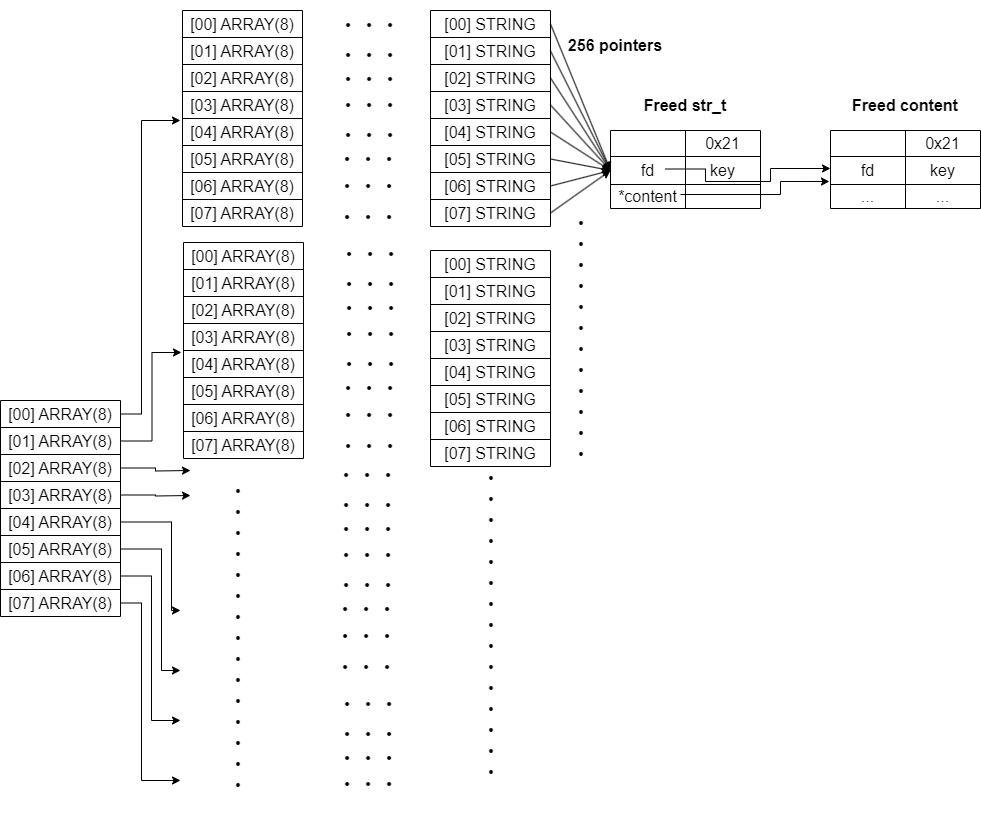 [00] ARRAY(8)
[01] ARRAY(8)
[02] ARRAY(8)
[03] ARRAY(8)
[04] ARRAY(8)
[05] ARRAY(8)
[06] ARRAY(8)
[07] ARRAY(8)
[00] ARRAY(8)
[01] ARRAY(8)
[02] ARRAY(8)
[03] ARRAY(8)
[04] ARRAY(8)
[05] ARRAY(8)
[06] ARRAY(8)
[07] ARRAY(8)
[00] ARRAY(8)
[01] ARRAY(8)
[02] ARRAY(8)
[03] ARRAY(8)
[04] ARRAY(8)
[05] ARRAY(8)
[06] ARRAY(8)
[07] ARRAY(8)
[00] STRING
[01] STRING
[02] STRING
[03] STRING
[04] STRING
[05] STRING
[06] STRING
[07] STRING
[00] STRING
[01] STRING
[02] STRING
[03] STRING
[04] STRING
[05] STRING
[06] STRING
[07] STRING
256 pointers
Freed str_t
0x21
fd key
*content
Freed content
0x21
fd key
... ...